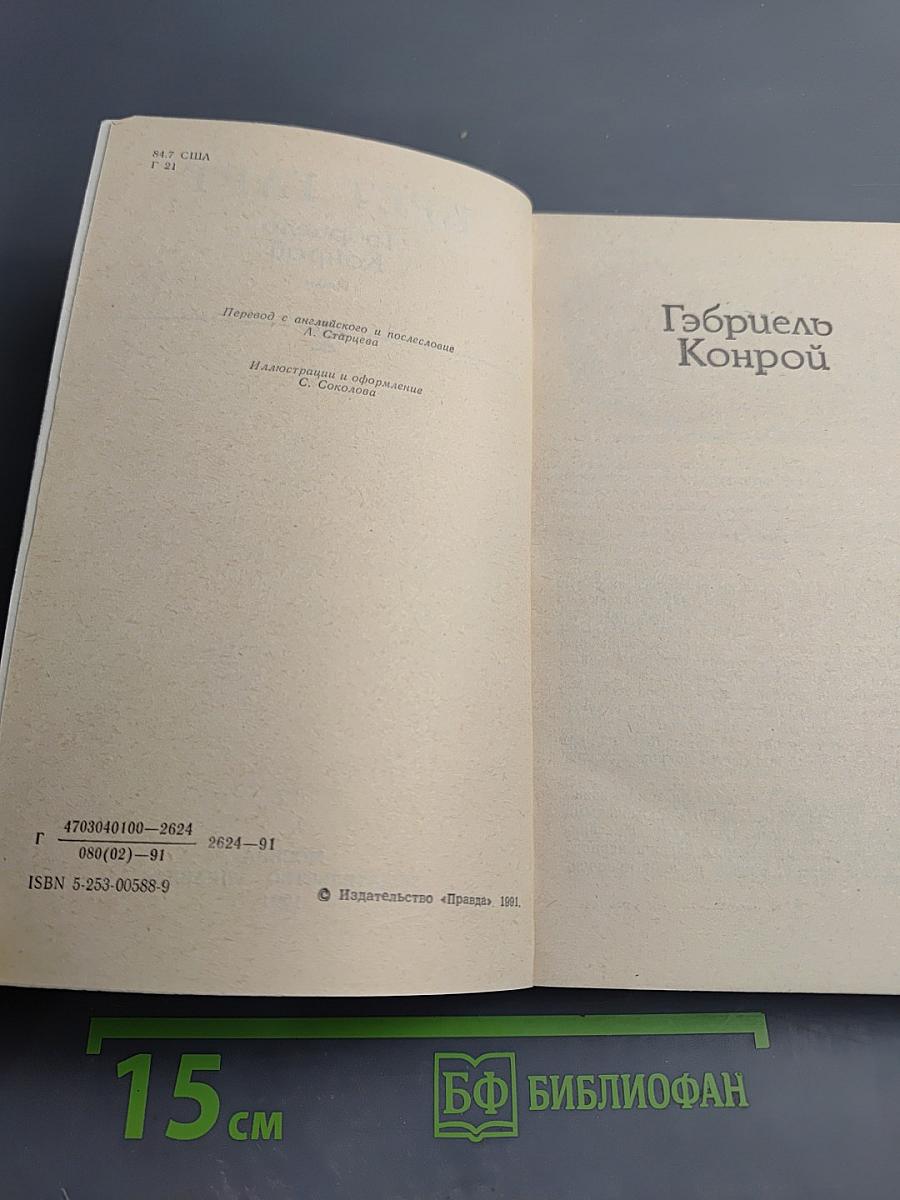 84.7 США
Г 21
Перевод с английского и послесловие
А. Старцева
Иллюстрации и оформление
С. Соколова
Г 4703040100—2624 2624—91
080(02)—91
ISBN 5-253-00588-9
© Издательство «Правда», 1991.
Гэбриель
Конрой
15 см
БФ БИБЛИОФАН